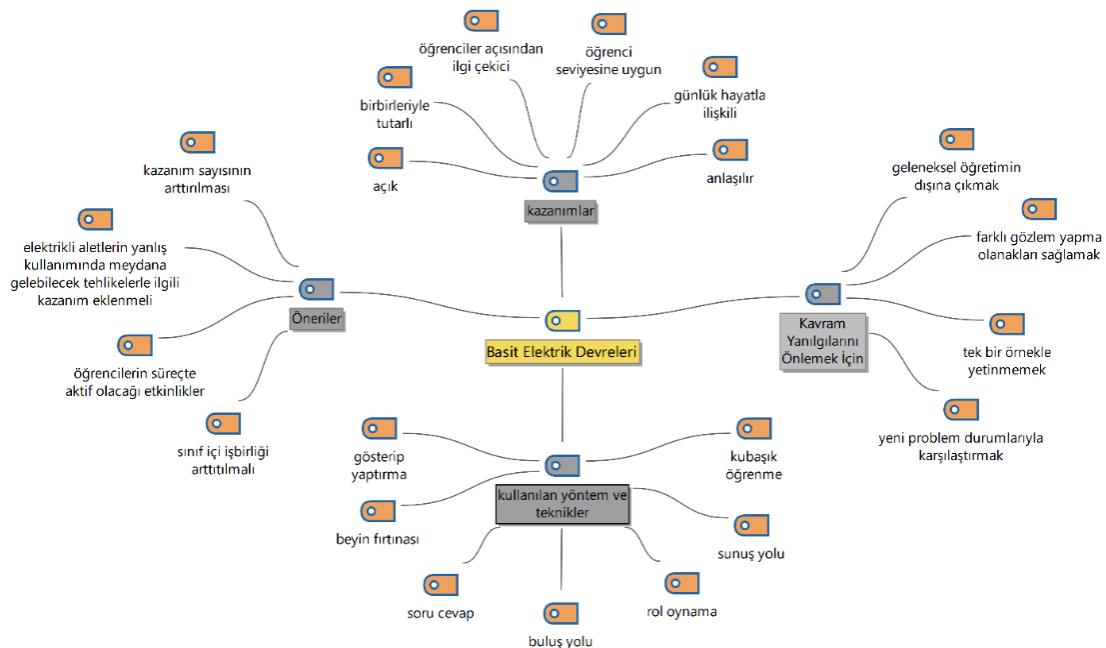 öğrenciler açısından
ilgi çekici
öğrenci
seviyesine uygun
birbirleriyle
tutarlı
günlük hayatla
ilişkili
açık
anlaşılır
kazanımlar
kazanım sayısının
arttırılması
elektrikli aletlerin yanlış
kullanımında meydana
gelebilecek tehlikelerle ilgili
kazanım eklenmeli
Öneriler
öğrencilerin süreçte
aktif olacağı etkinlikler
sınıf içi işbirliği
arttıtılmalı
Basit Elektrik Devreleri
geleneksel öğretimin
dışına çıkmak
farklı gözlem yapma
olanakları sağlamak
Kavram
Yanılgılarını
Önlemek İçin
tek bir örnekle
yetinmemek
yeni problem durumlarıyla
karşılaştırmak
gösterip
yaptırma
kubaşık
öğrenme
kullanılan yöntem ve
teknikler
beyin fırtınası
sunuş yolu
soru cevap
rol oynama
buluş yolu